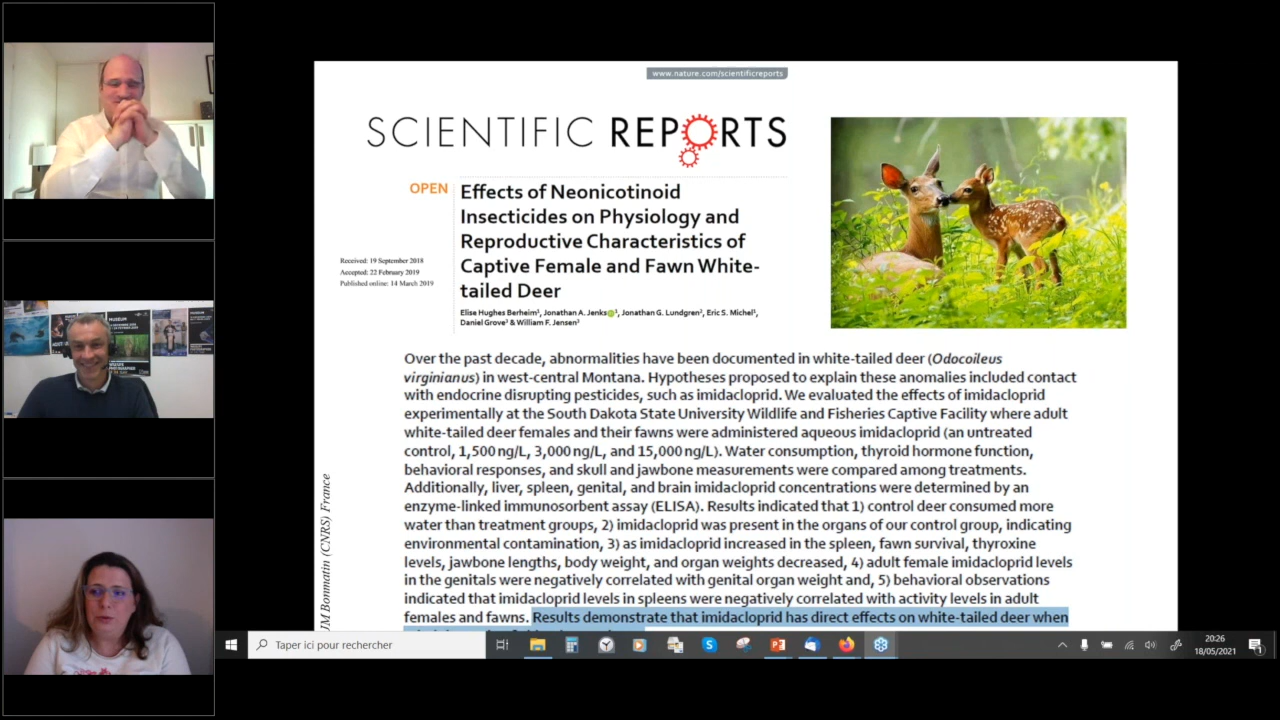 www.nature.com/scientificreports
SCIENTIFIC REPORTS
OPEN
Effects of Neonicotinoid
Insecticides on Physiology and
Reproductive Characteristics of
Captive Female and Fawn White-
tailed Deer
Received: 19 September 2018
Accepted: 22 February 2019
Published online: 14 March 2019
Elise Hughes Berheim¹, Jonathan A. Jenks¹, Jonathan G. Lundgren², Eric S. Michel¹,
Daniel Grove³ & William F. Jensen³
Over the past decade, abnormalities have been documented in white-tailed deer (Odocoileus
virginianus) in west-central Montana. Hypotheses proposed to explain these anomalies included contact
with endocrine disrupting pesticides, such as imidacloprid. We evaluated the effects of imidacloprid
experimentally at the South Dakota State University Wildlife and Fisheries Captive Facility where adult
white-tailed deer females and their fawns were administered aqueous imidacloprid (an untreated
control, 1,500 ng/L, 3,000 ng/L, and 15,000 ng/L). Water consumption, thyroid hormone function,
behavioral responses, and skull and jawbone measurements were compared among treatments.
Additionally, liver, spleen, genital, and brain imidacloprid concentrations were determined by an
enzyme-linked immunosorbent assay (ELISA). Results indicated that 1) control deer consumed more
water than treatment groups, 2) imidacloprid was present in the organs of our control group, indicating
environmental contamination, 3) as imidacloprid increased in the spleen, fawn survival, thyroxine
levels, jawbone lengths, body weight, and organ weights decreased, 4) adult female imidacloprid levels
in the genitals were negatively correlated with genital organ weight and, 5) behavioral observations
indicated that imidacloprid levels in spleens were negatively correlated with activity levels in adult
females and fawns. Results demonstrate that imidacloprid has direct effects on white-tailed deer when
JM Bonmatin (CNRS) France
Taper ici pour rechercher
20:26
18/05/2021
MUSEUM
MUSEUM